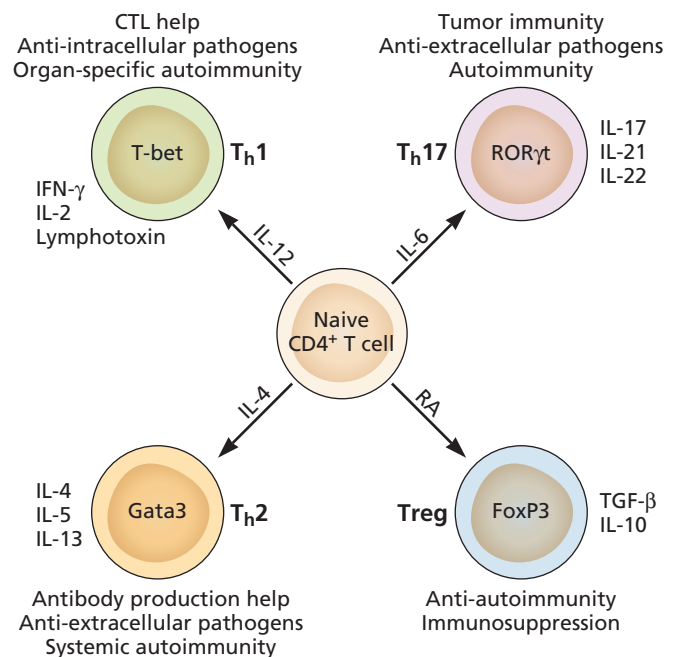 CTL help
Anti-intracellular pathogens
Organ-specific autoimmunity
T-bet
Th1
IFN-γ
IL-2
Lymphotoxin
Tumor immunity
Anti-extracellular pathogens
Autoimmunity
Th17
RORγt
IL-17
IL-21
IL-22
IL-12
IL-6
Naive
CD4+ T cell
IL-4
RA
IL-4
IL-5
IL-13
Gata3
Th2
Antibody production help
Anti-extracellular pathogens
Systemic autoimmunity
Treg
FoxP3
TGF-β
IL-10
Anti-autoimmunity
Immunosuppression